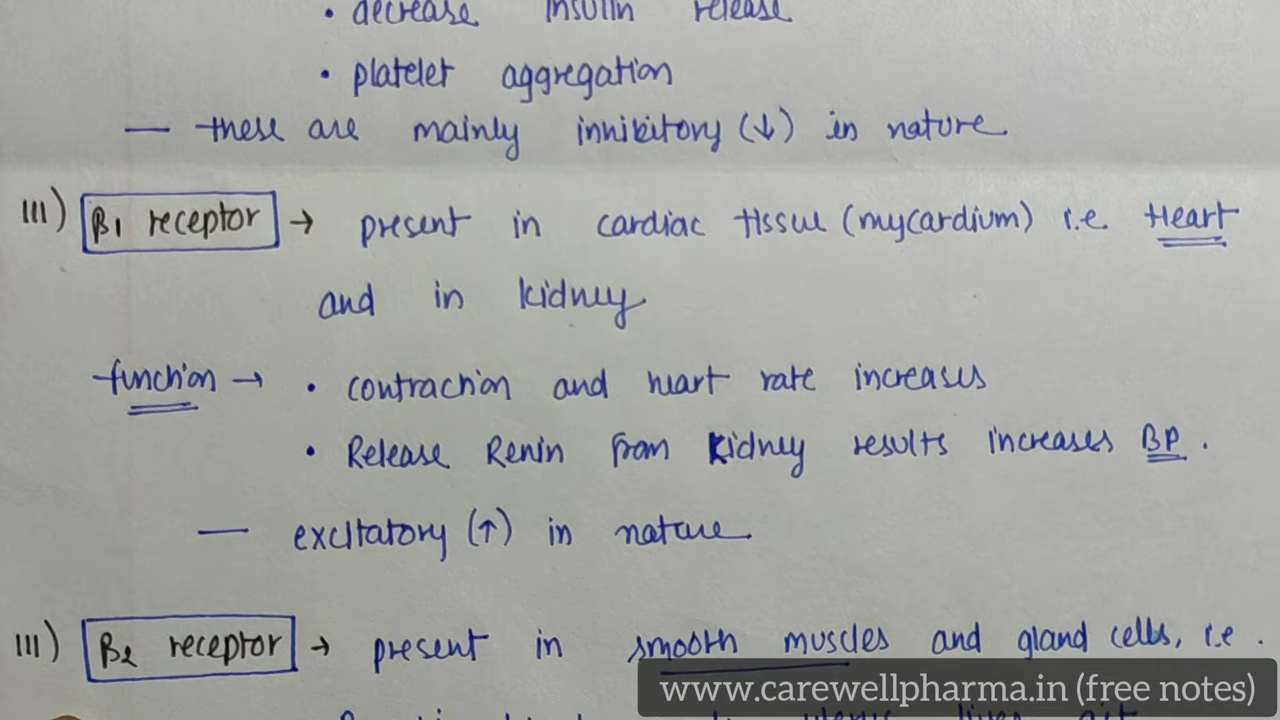 • decrease insulin release
• platelet aggregation
— these are mainly inhibitory (↓) in nature
III) β1 receptor → present in cardiac tissue (mycardium) i.e Heart
and in kidney
function → • contraction and heart rate increases
• Release Renin from kidney results increases BP.
— excitatory (↑) in nature
III) β2 receptor → present in smooth muscles and gland cells, i.e.
www.carewellpharma.in (free notes)